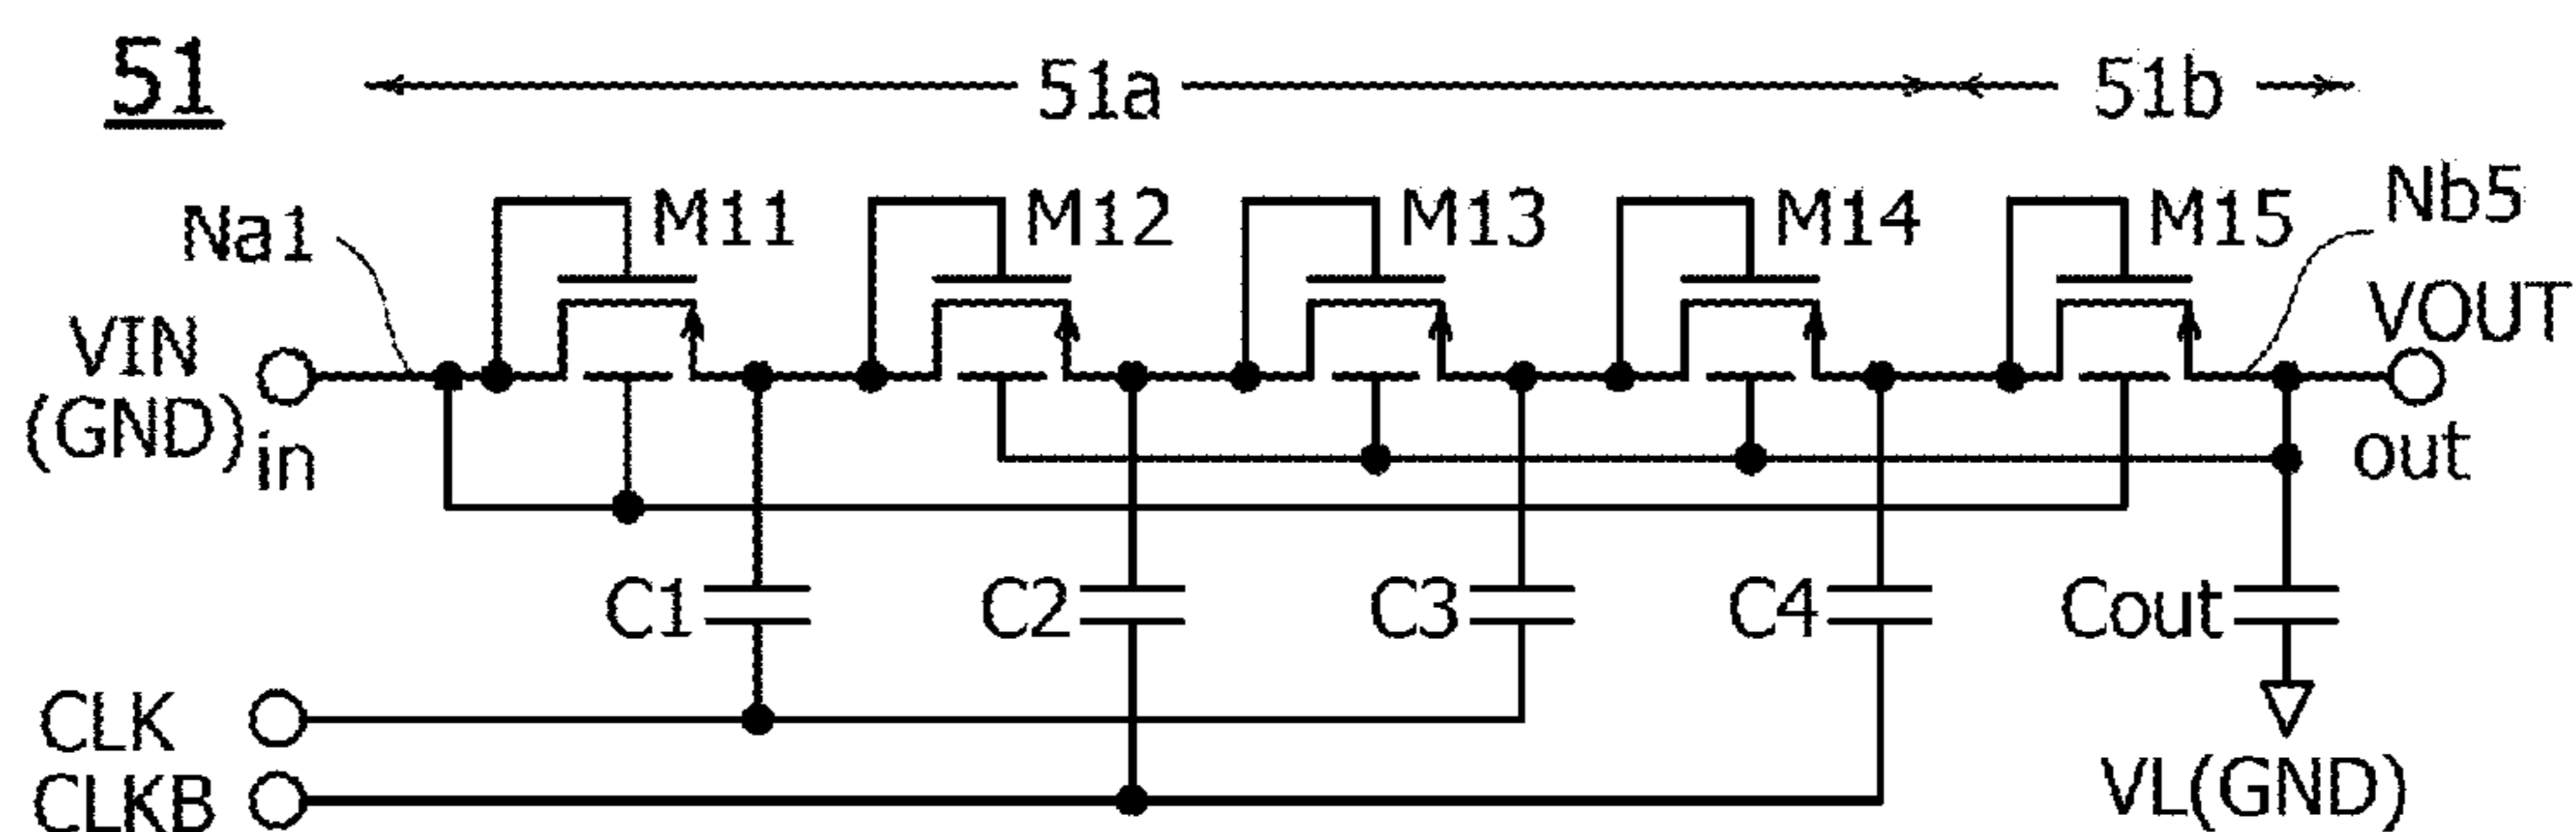 51
51a 51b
Na1 M11 M12 M13 M14 M15 Nb5
VIN VOUT
(GND) in out
C1 C2 C3 C4 Cout
CLK
CLKB VL(GND)